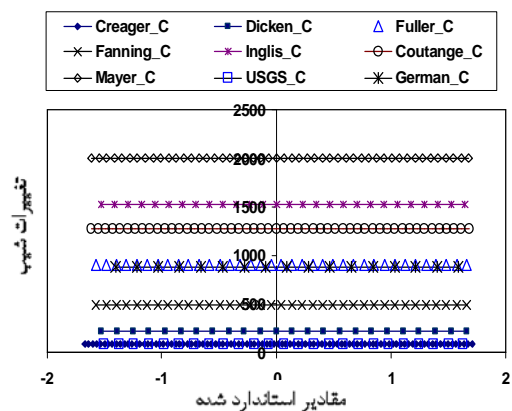 Creager_C Dicken_C Fuller_C
Fanning_C Inglis_C Coutange_C
Mayer_C USGS_C German_C
2500
2000
1500
1000
500
0
-2 -1 0 1 2
تغییرات شیب
مقادیر استاندارد شده